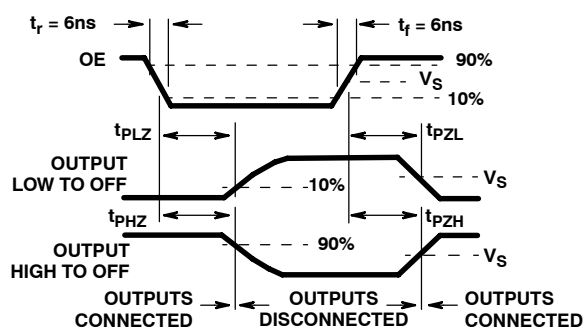 tr = 6ns
tf = 6ns
OE
90%
VS
10%
tPLZ
tPZL
OUTPUT
LOW TO OFF
10%
VS
tPHZ
tPZH
OUTPUT
HIGH TO OFF
90%
VS
OUTPUTS
CONNECTED
OUTPUTS
DISCONNECTED
OUTPUTS
CONNECTED